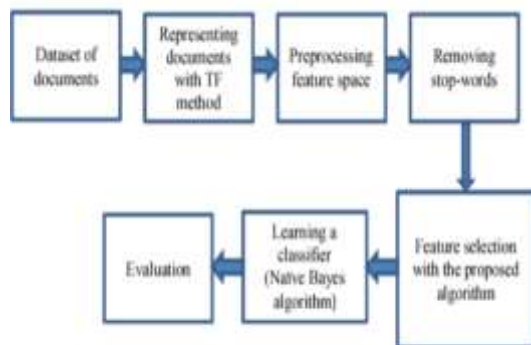 Dataset of
documents
Representing
documents
with TF
method
Preprocessing
feature space
Removing
stop-words
Feature selection
with the proposed
algorithm
Learning a
classifier
(Naïve Bayes
algorithm)
Evaluation